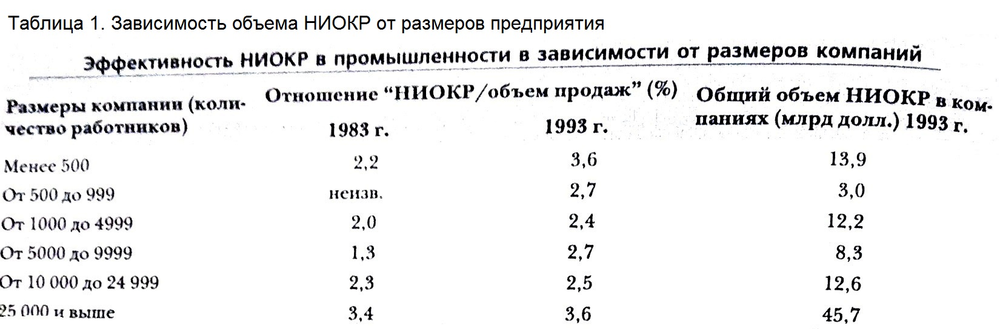 Таблица 1. Зависимость объема НИОКР от размеров предприятия
Эффективность НИОКР в промышленности в зависимости от размеров компаний
Размеры компании (коли-
чество работников)
Отношение “НИОКР/объем продаж” (%)
1983 г. 1993 г.
Общий объем НИОКР в ком-
паниях (млрд долл.) 1993 г.
Менее 500 2,2 3,6 13,9
От 500 до 999 неизв. 2,7 3,0
От 1000 до 4999 2,0 2,4 12,2
От 5000 до 9999 1,3 2,7 8,3
От 10 000 до 24 999 2,3 2,5 12,6
25 000 и выше 3,4 3,6 45,7